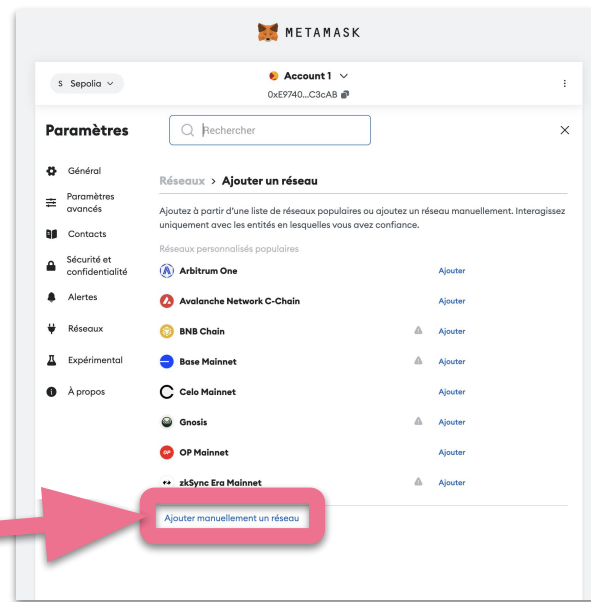 METAMASK
S Sepolia
Account 1
0xE9740...C3cAB
Paramètres
Rechercher
Général
Paramètres
avancés
Contacts
Sécurité et
confidentialité
Alertes
Réseaux
Expérimental
À propos
Réseaux > Ajouter un réseau
Ajoutez à partir d'une liste de réseaux populaires ou ajoutez un réseau manuellement. Interagissez
uniquement avec les entités en lesquelles vous avez confiance.
Réseaux personnalisés populaires
Arbitrum One Ajouter
Avalanche Network C-Chain Ajouter
BNB Chain Ajouter
Base Mainnet Ajouter
Celo Mainnet Ajouter
Gnosis Ajouter
OP OP Mainnet Ajouter
zkSync Era Mainnet Ajouter
Ajouter manuellement un réseau